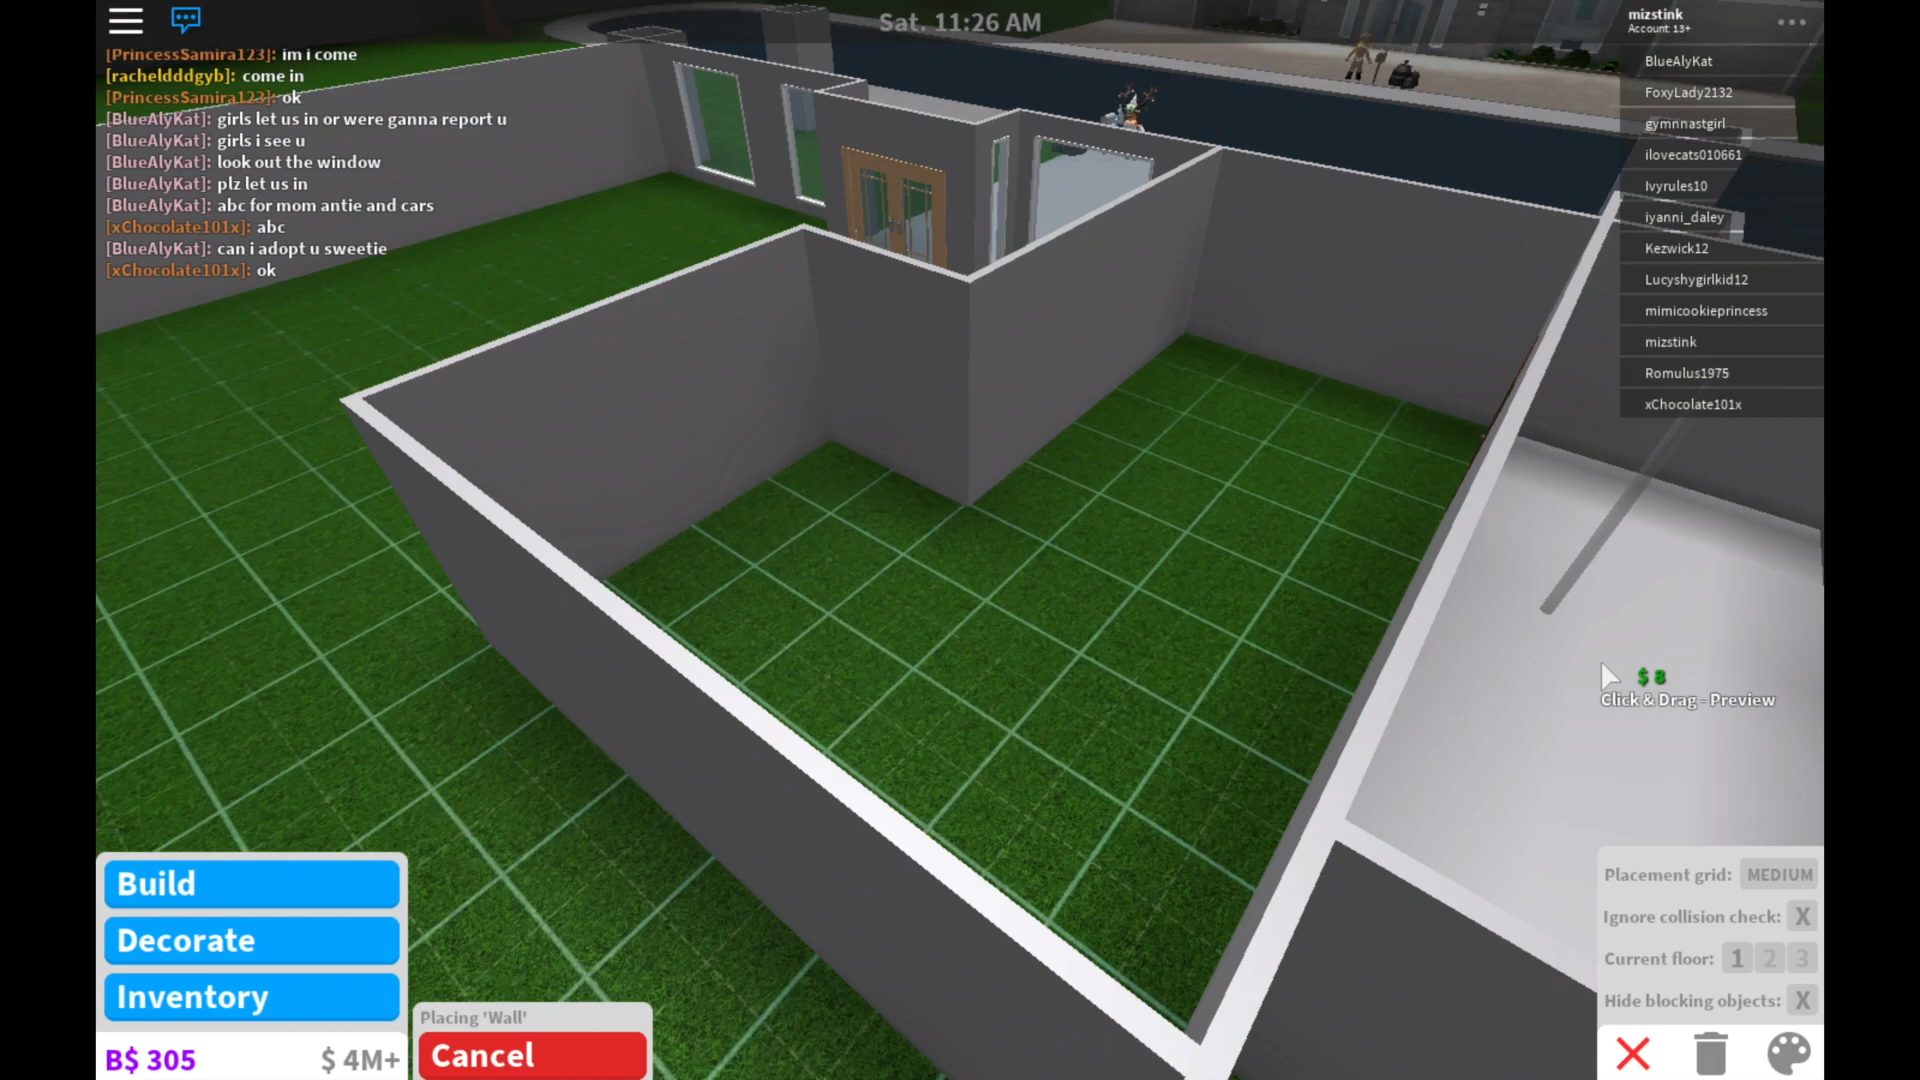 Sat. 11:26 AM
[PrincessSamira123]: im i come
[racheldddgyb]: come in
[PrincessSamira123]: ok
[BlueAlyKat]: girls let us in or were ganna report u
[BlueAlyKat]: girls i see u
[BlueAlyKat]: look out the window
[BlueAlyKat]: plz let us in
[BlueAlyKat]: abc for mom antie and cars
[xChocolate101x]: abc
[BlueAlyKat]: can i adopt u sweetie
[xChocolate101x]: ok
mizstink
Account: 13+
BlueAlyKat
FoxyLady2132
gymnnastgirl
ilovecats010661
Ivyrules10
iyanni_daley
Kezwick12
Lucyshygirlkid12
mimicookieprincess
mizstink
Romulus1975
xChocolate101x
$ 8
Click & Drag - Preview
Build
Decorate
Inventory
B$ 305 $ 4M+
Placing 'Wall'
Cancel
Placement grid: MEDIUM
Ignore collision check: X
Current floor: 1 2 3
Hide blocking objects: X